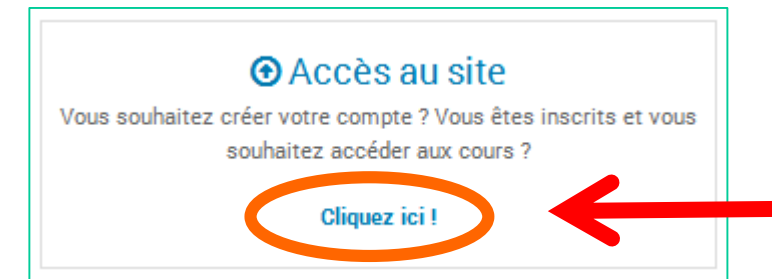 Accès au site
Vous souhaitez créer votre compte ? Vous êtes inscrits et vous
souhaitez accéder aux cours ?
Cliquez ici !